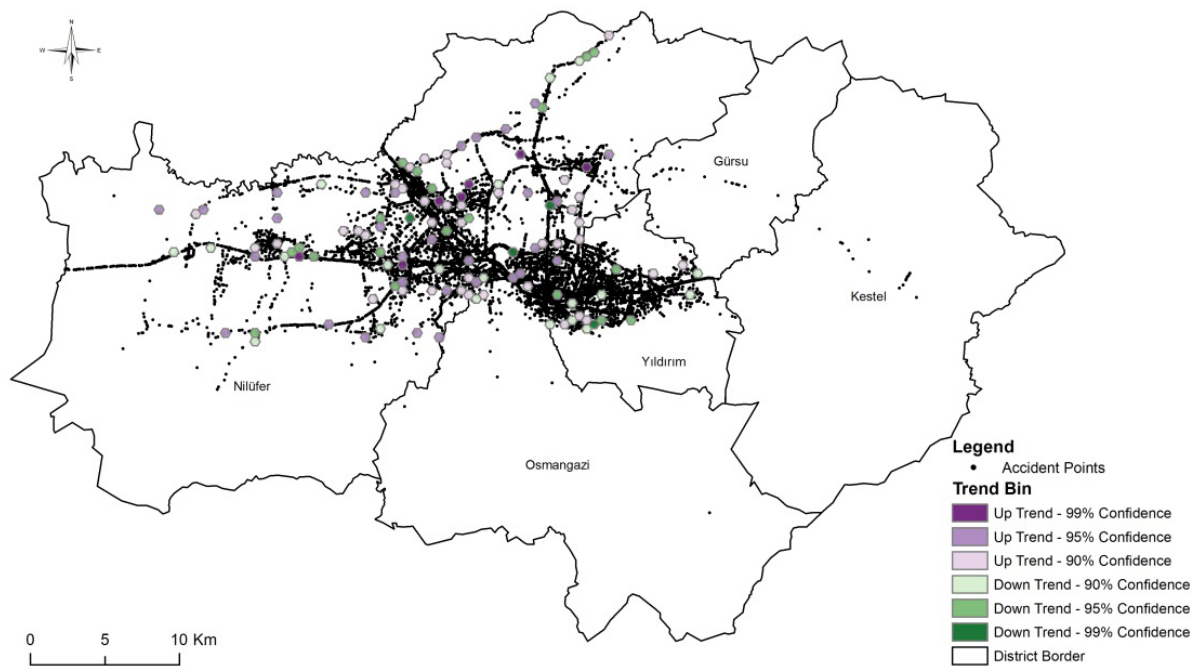 N
W E
S
Gürsu
Kestel
Yıldırım
Nilüfer
Osmangazi
Legend
Accident Points
Trend Bin
Up Trend - 99% Confidence
Up Trend - 95% Confidence
Up Trend - 90% Confidence
Down Trend - 90% Confidence
Down Trend - 95% Confidence
Down Trend - 99% Confidence
District Border
0 5 10 Km